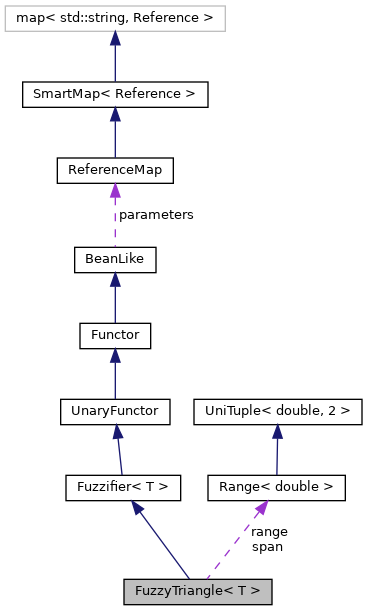 map< std::string, Reference >
SmartMap< Reference >
ReferenceMap
parameters
BeanLike
Functor
UnaryFunctor
UniTuple< double, 2 >
Fuzzifier< T >
Range< double >
range
span
FuzzyTriangle< T >